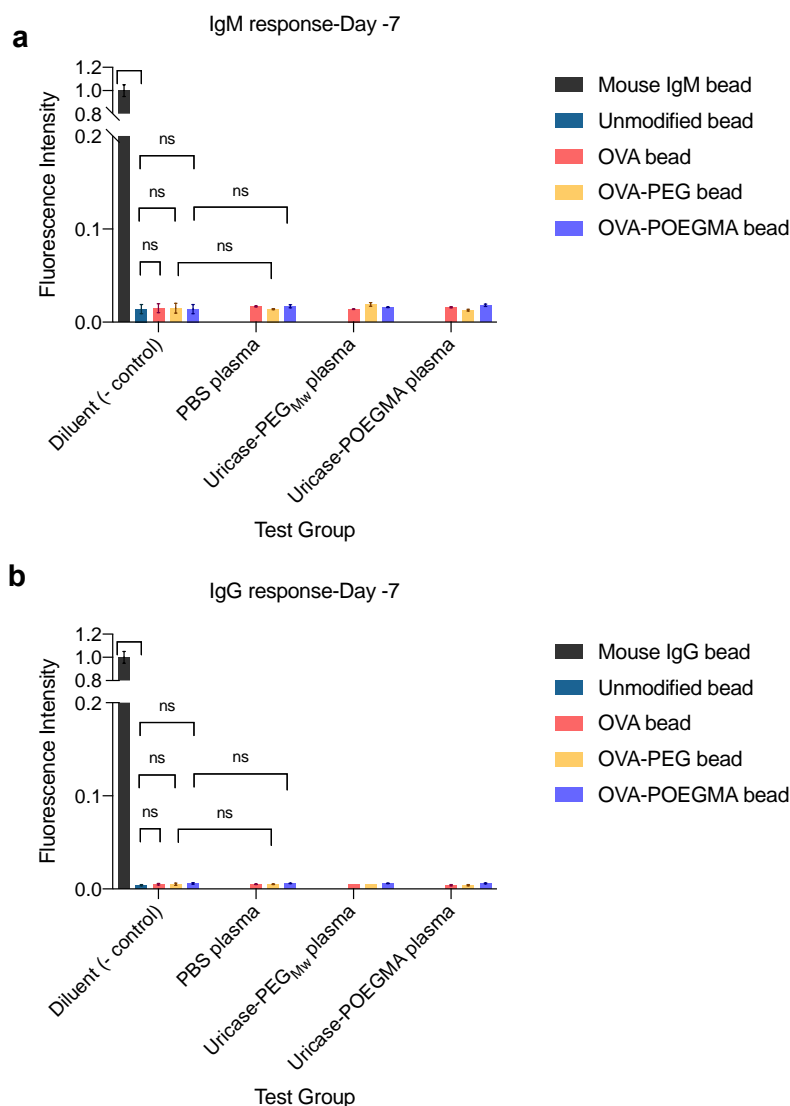 a
IgM response-Day -7
Fluorescence Intensity
1.2
1.0
0.8
0.2
0.1
0.0
ns
ns
ns
ns
ns
Diluent (- control)
PBS plasma
Uricase-PEGMw plasma
Uricase-POEGMA plasma
Test Group
Mouse IgM bead
Unmodified bead
OVA bead
OVA-PEG bead
OVA-POEGMA bead
b
IgG response-Day -7
Fluorescence Intensity
1.2
1.0
0.8
0.2
0.1
0.0
ns
ns
ns
ns
ns
Diluent (- control)
PBS plasma
Uricase-PEGMw plasma
Uricase-POEGMA plasma
Test Group
Mouse IgG bead
Unmodified bead
OVA bead
OVA-PEG bead
OVA-POEGMA bead